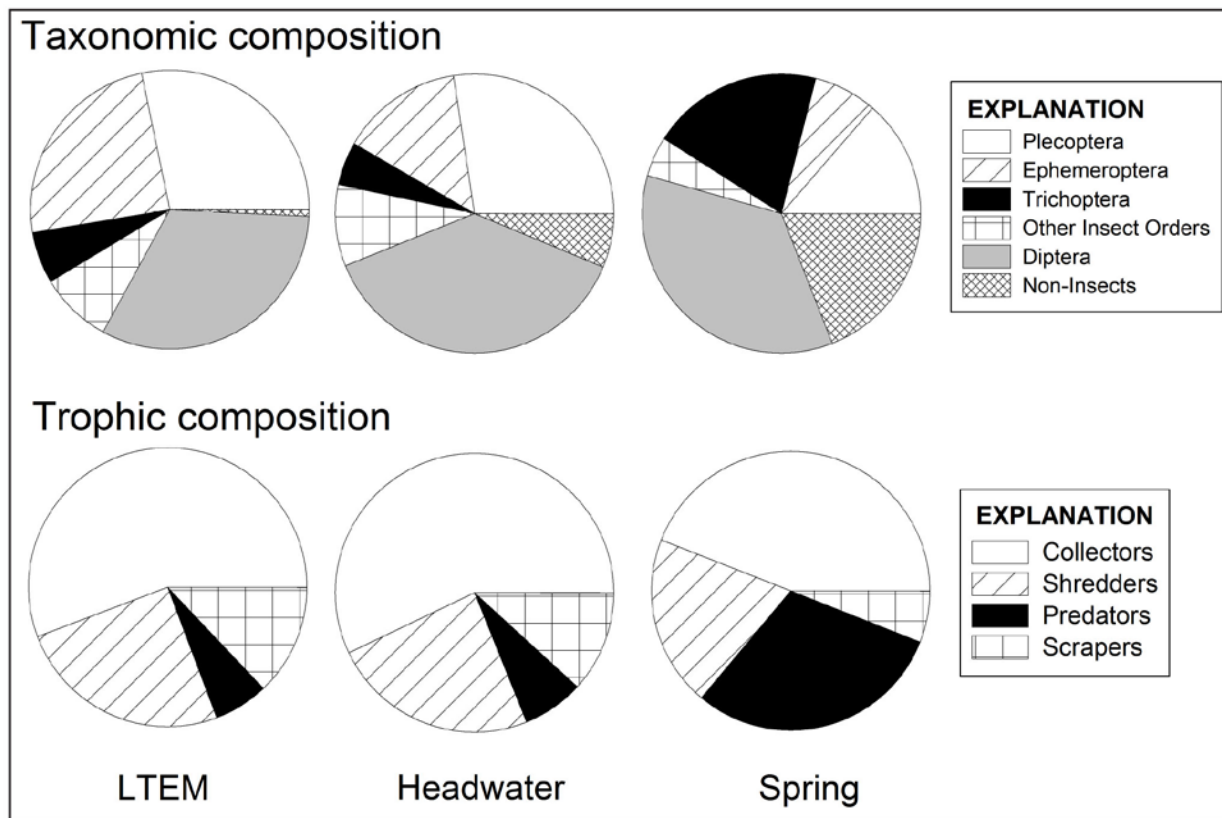 Taxonomic composition
EXPLANATION
Plecoptera
Ephemeroptera
Trichoptera
Other Insect Orders
Diptera
Non-Insects
Trophic composition
EXPLANATION
Collectors
Shredders
Predators
Scrapers
LTEM Headwater Spring